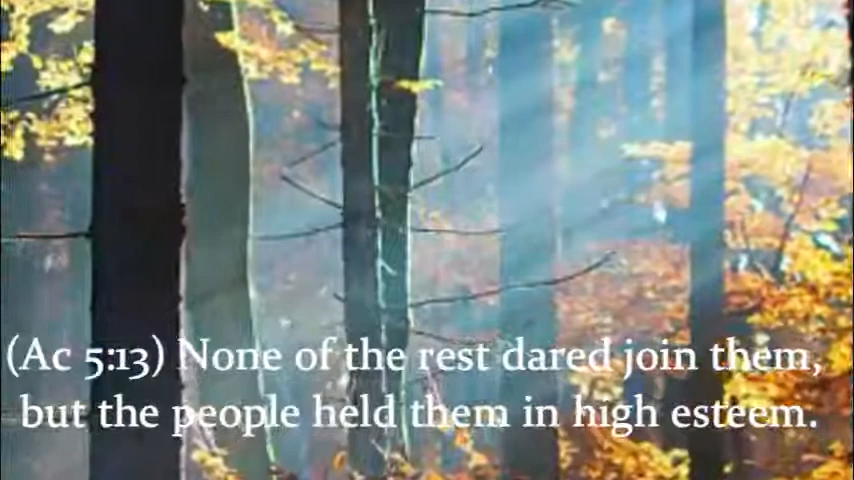 (Ac 5:13) None of the rest dared join them,
but the people held them in high esteem.